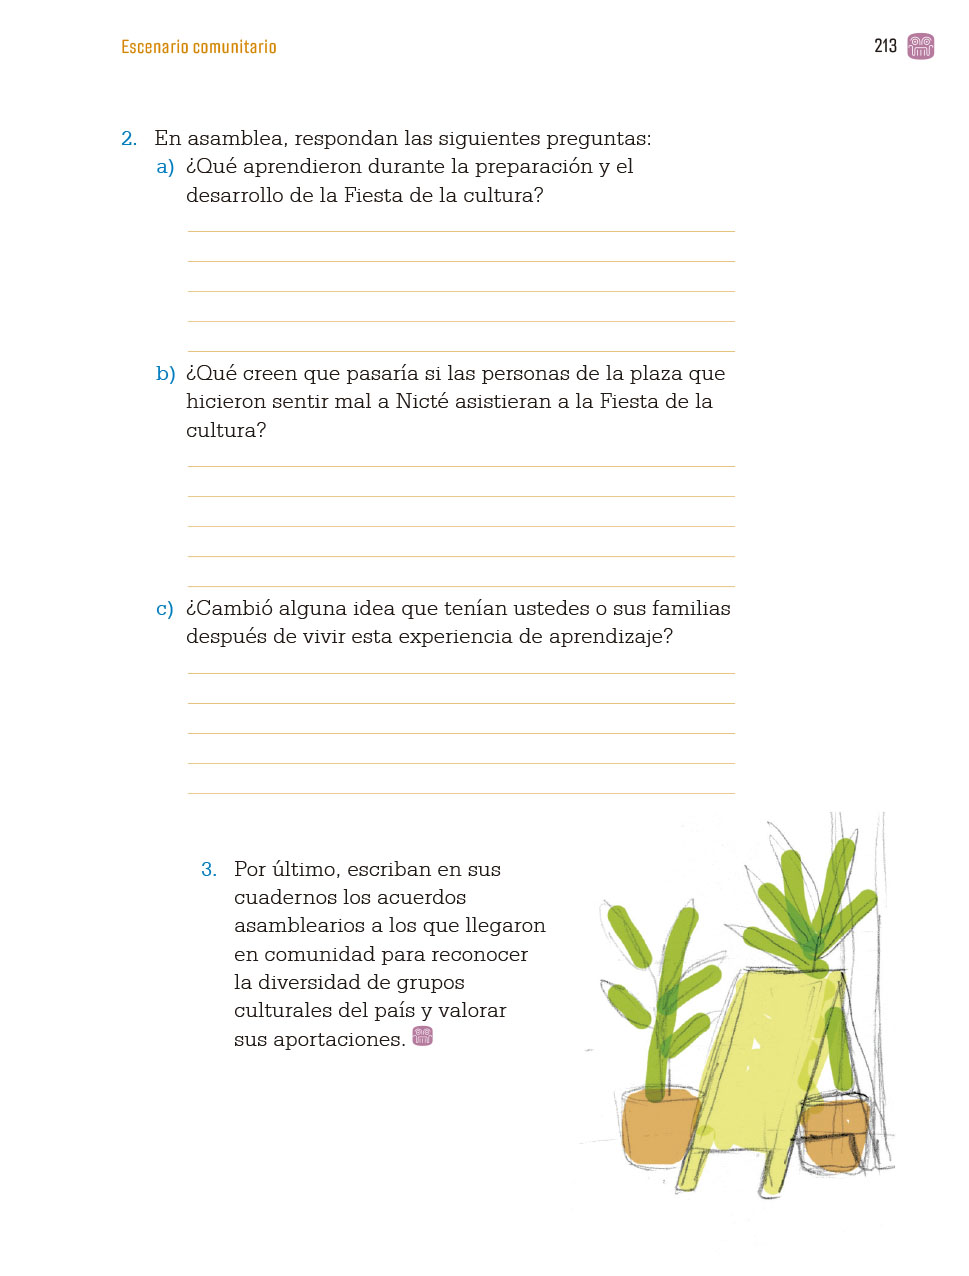 Escenario comunitario
213
2. En asamblea, respondan las siguientes preguntas:
a) ¿Qué aprendieron durante la preparación y el
desarrollo de la Fiesta de la cultura?
b) ¿Qué creen que pasaría si las personas de la plaza que
hicieron sentir mal a Nicté asistieran a la Fiesta de la
cultura?
c) ¿Cambió alguna idea que tenían ustedes o sus familias
después de vivir esta experiencia de aprendizaje?
3. Por último, escriban en sus
cuadernos los acuerdos
asamblearios a los que llegaron
en comunidad para reconocer
la diversidad de grupos
culturales del país y valorar
sus aportaciones.